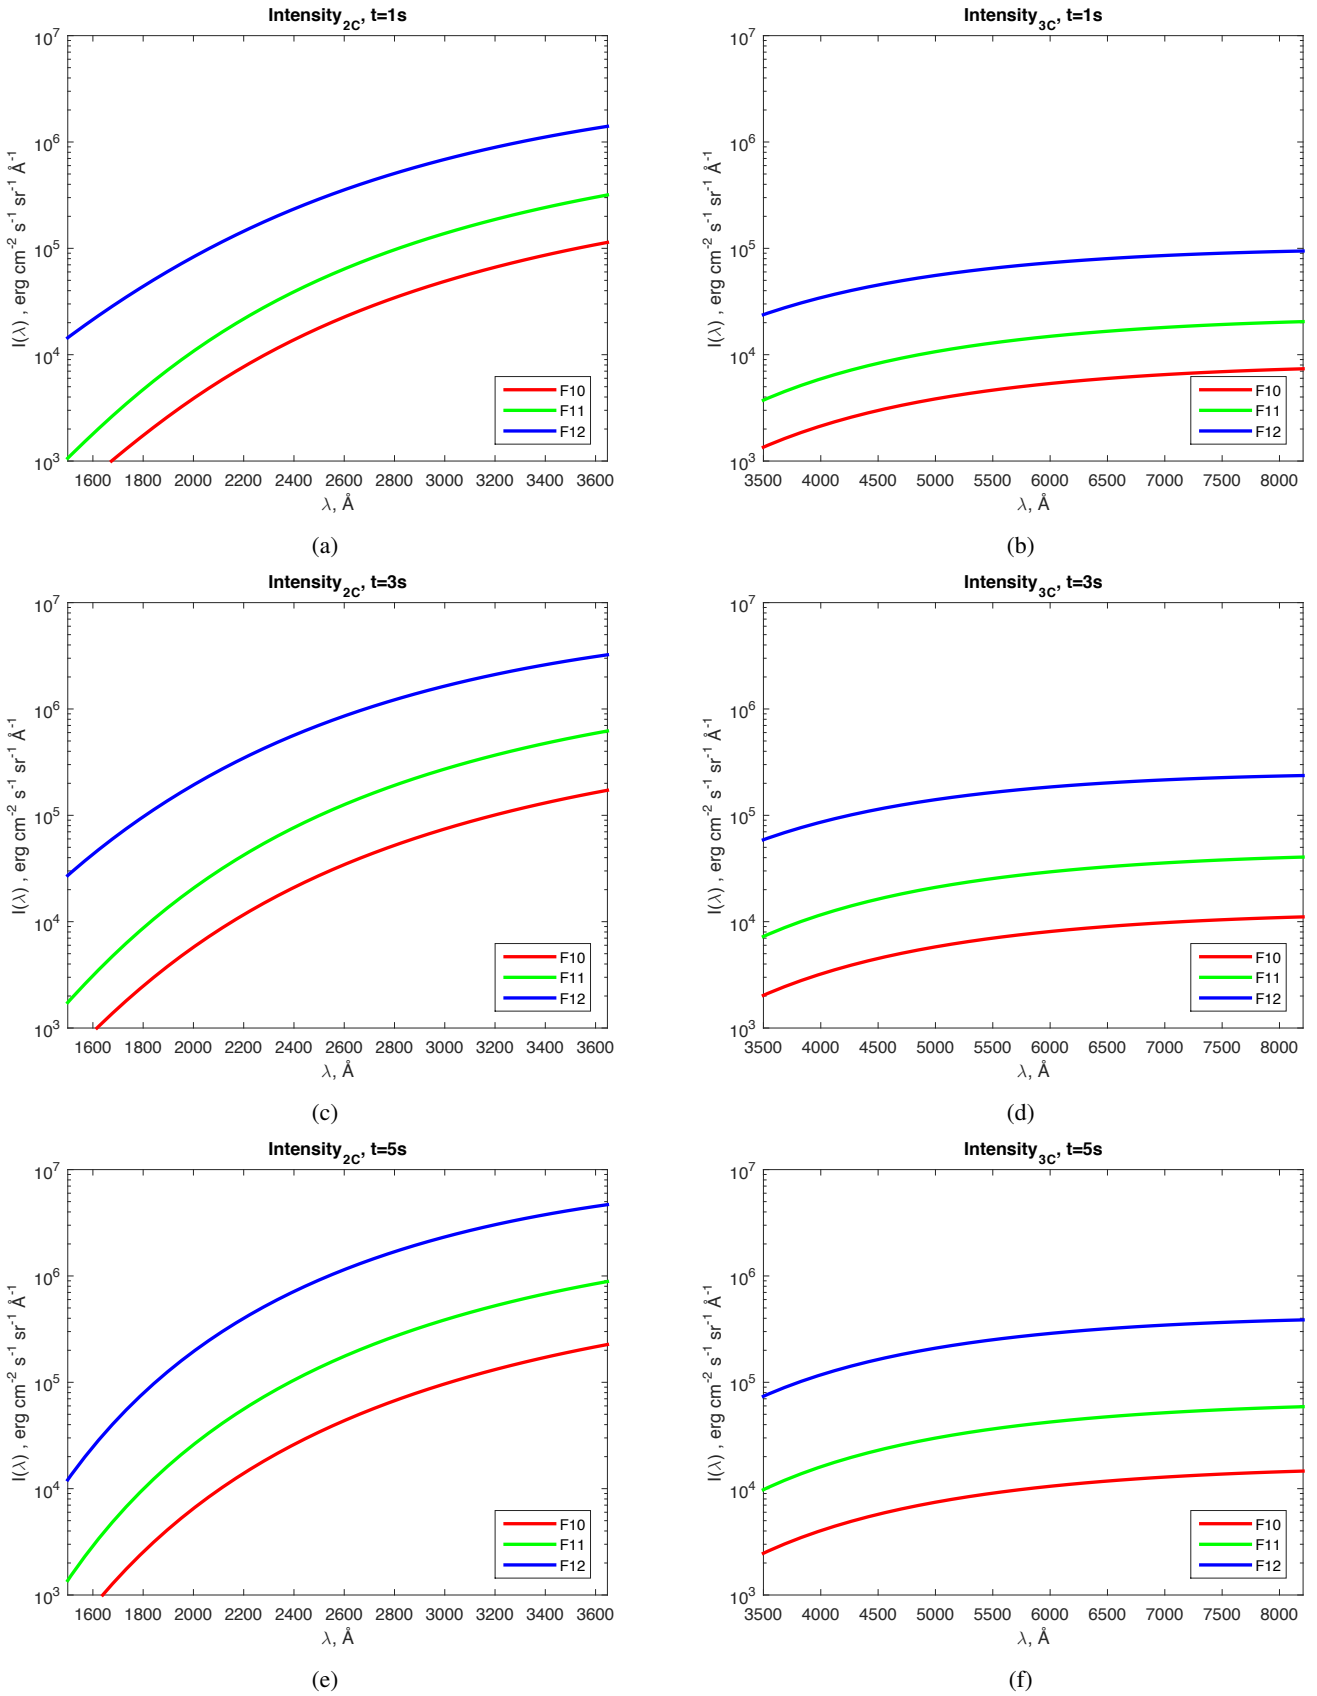 Intensity2C, t=1s
10^7
10^6
10^5
10^4
10^3
I(λ) , erg cm-2 s-1 sr-1 Å-1
1600 1800 2000 2200 2400 2600 2800 3000 3200 3400 3600
λ, Å
F10
F11
F12
(a)
Intensity3C, t=1s
10^7
10^6
10^5
10^4
10^3
I(λ) , erg cm-2 s-1 sr-1 Å-1
3500 4000 4500 5000 5500 6000 6500 7000 7500 8000
λ, Å
F10
F11
F12
(b)
Intensity2C, t=3s
10^7
10^6
10^5
10^4
10^3
I(λ) , erg cm-2 s-1 sr-1 Å-1
1600 1800 2000 2200 2400 2600 2800 3000 3200 3400 3600
λ, Å
F10
F11
F12
(c)
Intensity3C, t=3s
10^7
10^6
10^5
10^4
10^3
I(λ) , erg cm-2 s-1 sr-1 Å-1
3500 4000 4500 5000 5500 6000 6500 7000 7500 8000
λ, Å
F10
F11
F12
(d)
Intensity2C, t=5s
10^7
10^6
10^5
10^4
10^3
I(λ) , erg cm-2 s-1 sr-1 Å-1
1600 1800 2000 2200 2400 2600 2800 3000 3200 3400 3600
λ, Å
F10
F11
F12
(e)
Intensity3C, t=5s
10^7
10^6
10^5
10^4
10^3
I(λ) , erg cm-2 s-1 sr-1 Å-1
3500 4000 4500 5000 5500 6000 6500 7000 7500 8000
λ, Å
F10
F11
F12
(f)